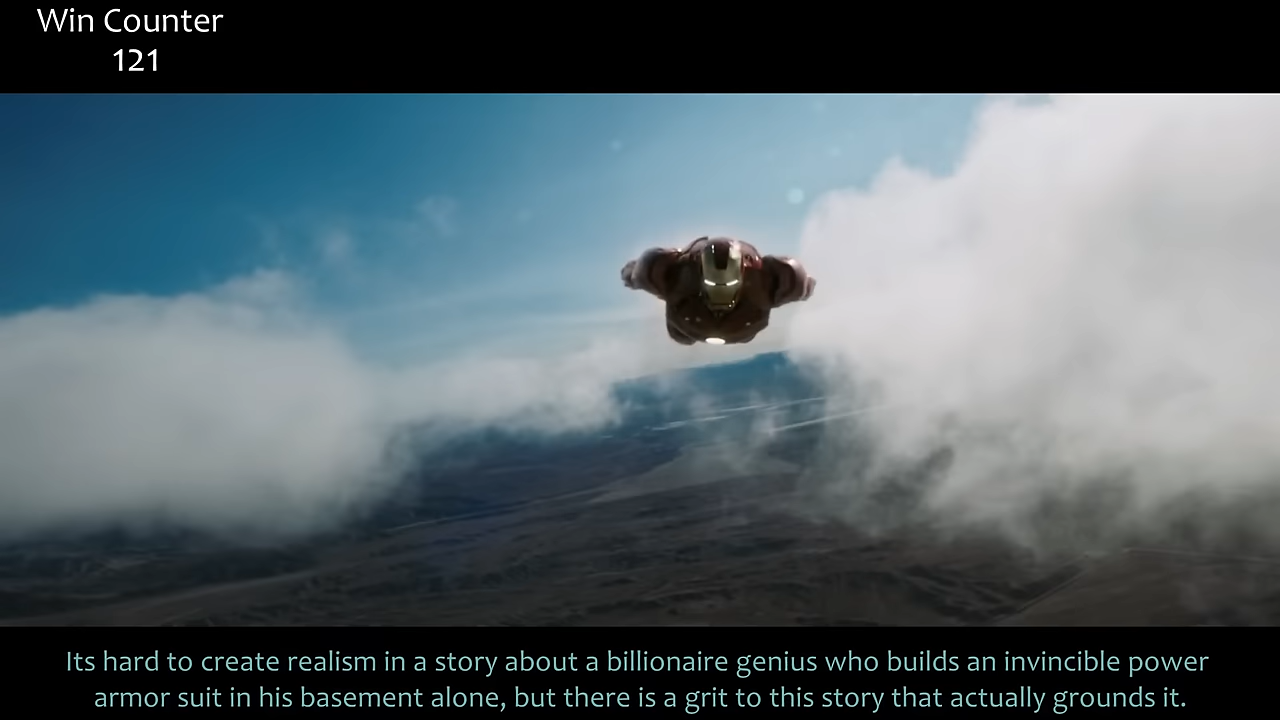 Win Counter
121
Its hard to create realism in a story about a billionaire genius who builds an invincible power
armor suit in his basement alone, but there is a grit to this story that actually grounds it.